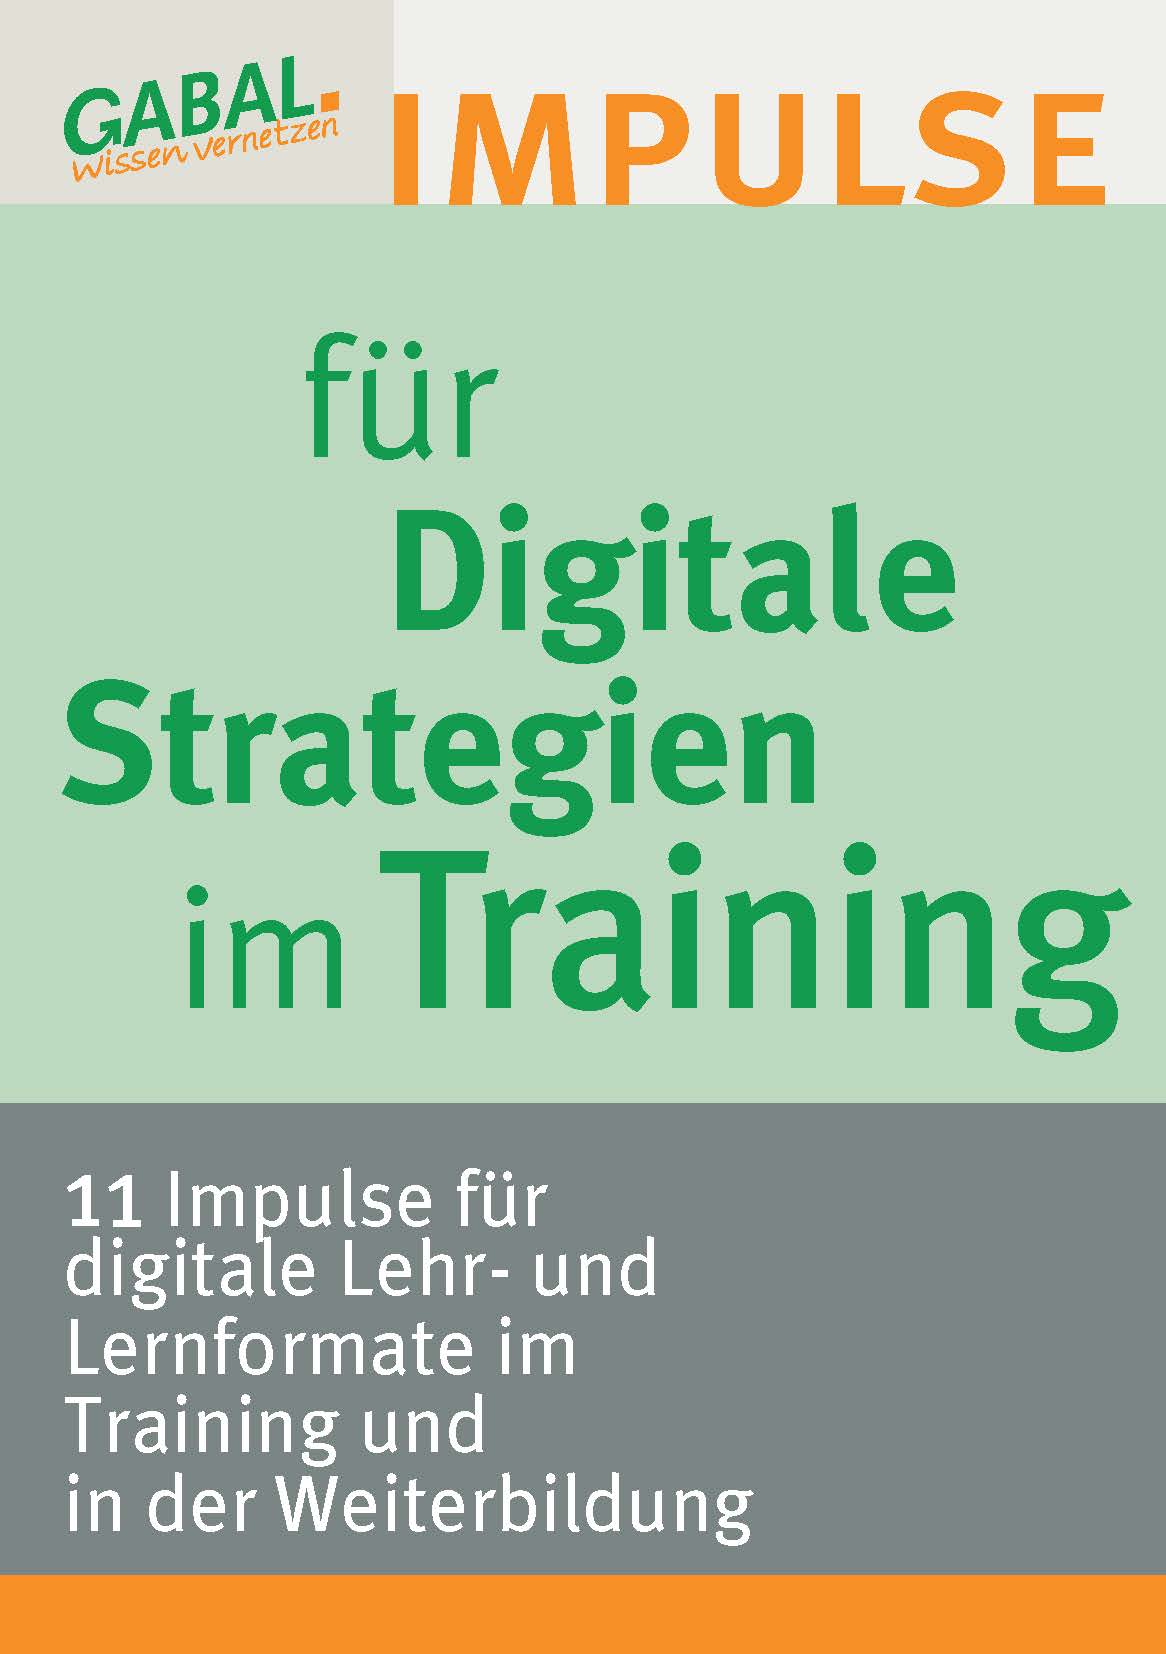 GABAL.
Wissen vernetzen
IMPULSE
für
Digitale
Strategien
im Training
11 Impulse für
digitale Lehr- und
Lernformate im
Training und
in der Weiterbildung